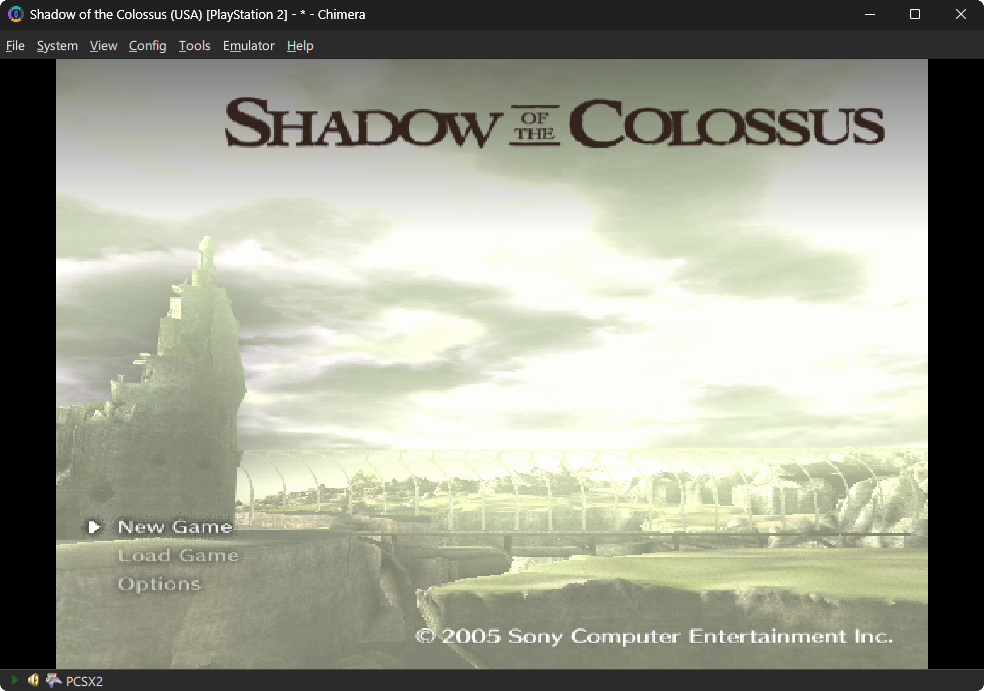 Shadow of the Colossus (USA) [PlayStation 2] - * - Chimera
File System View Config Tools Emulator Help
SHADOW OF THE COLOSSUS
New Game
Load Game
Options
© 2005 Sony Computer Entertainment Inc.
PCSX2